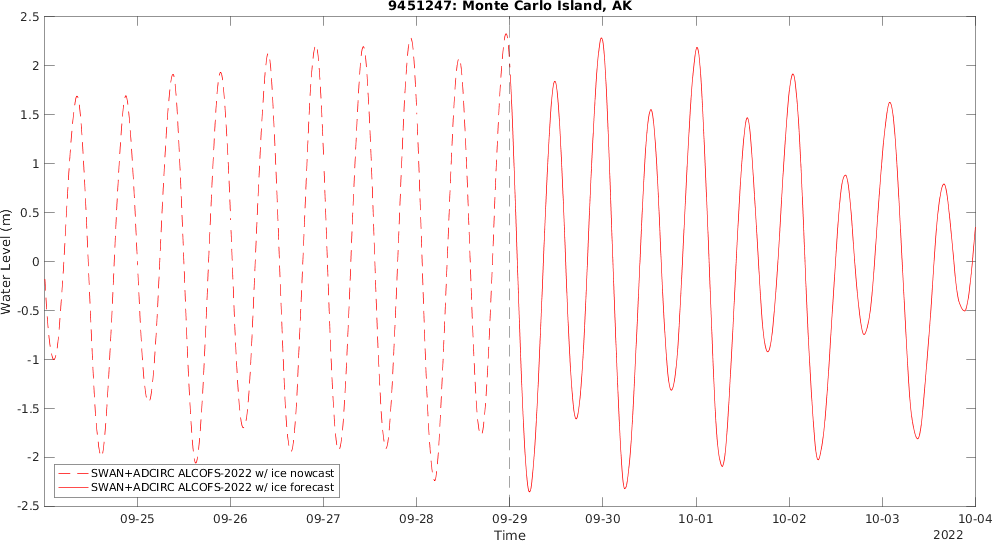 9451247: Monte Carlo Island, AK
2.5
2
1.5
1
0.5
0
-0.5
-1
-1.5
-2
-2.5
Water Level (m)
SWAN+ADCIRC ALCOFS-2022 w/ ice nowcast
SWAN+ADCIRC ALCOFS-2022 w/ ice forecast
09-25 09-26 09-27 09-28 09-29 09-30 10-01 10-02 10-03 10-04
Time
2022